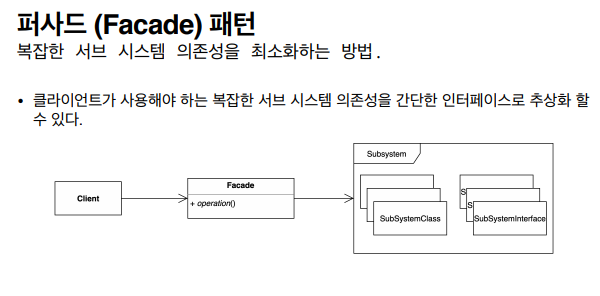 퍼사드 (Facade) 패턴
복잡한 서브 시스템 의존성을 최소화하는 방법.
• 클라이언트가 사용해야 하는 복잡한 서브 시스템 의존성을 간단한 인터페이스로 추상화 할
수 있다.
Subsystem
Client
Facade
+ operation()
SubSystemClass
S
S
SubSystemInterface